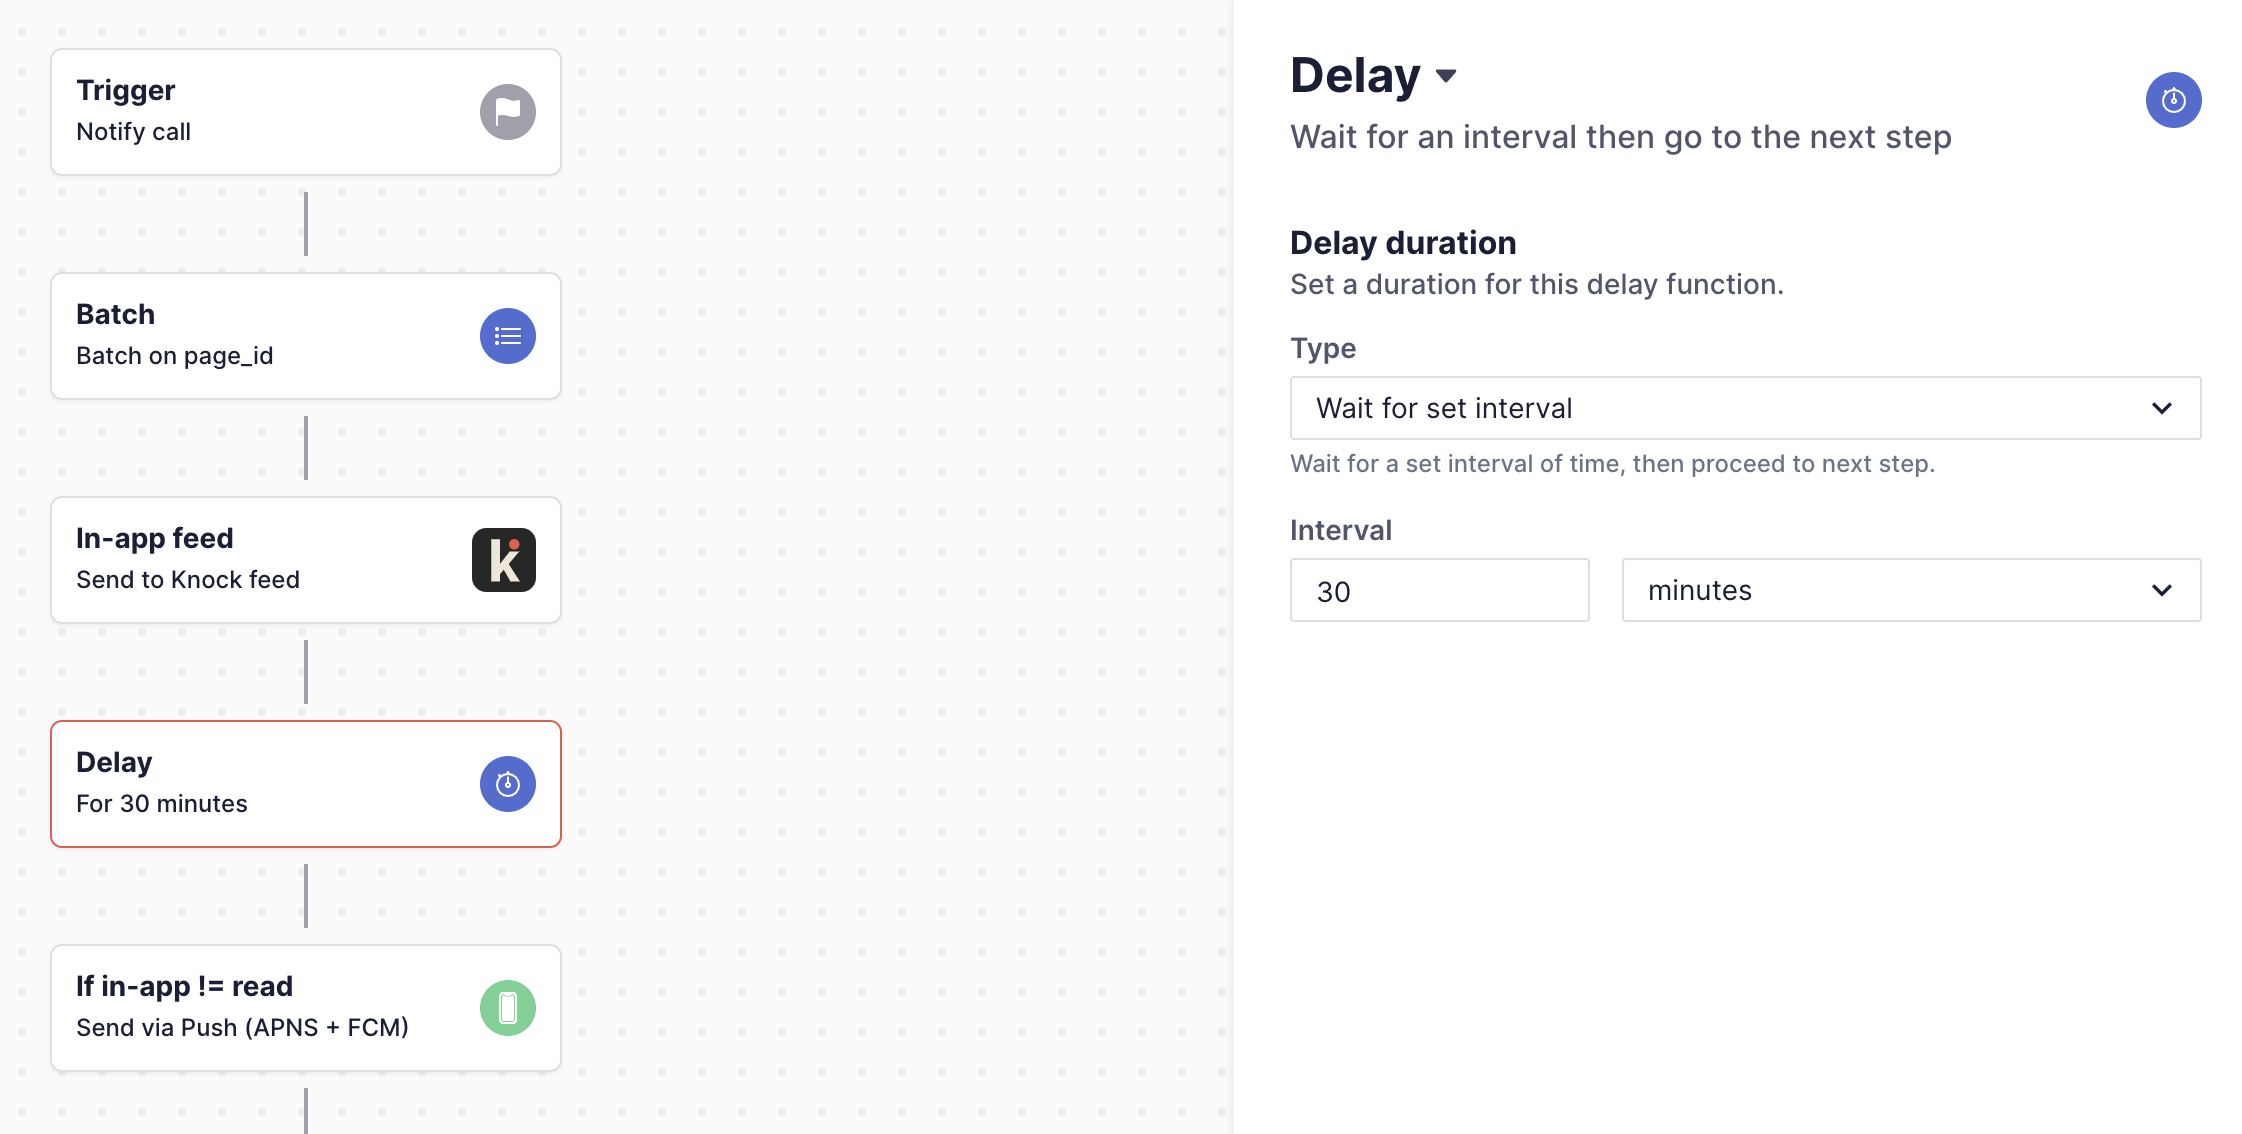 Trigger
Notify call
Batch
Batch on page_id
In-app feed
Send to Knock feed
k
Delay
For 30 minutes
If in-app != read
Send via Push (APNS + FCM)
Delay
Wait for an interval then go to the next step
Delay duration
Set a duration for this delay function.
Type
Wait for set interval
Wait for a set interval of time, then proceed to next step.
Interval
30
minutes